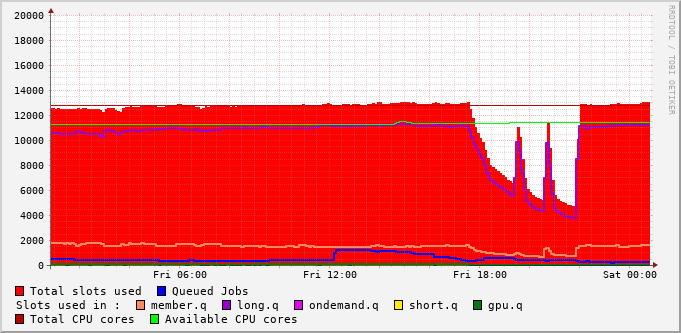 20000
18000
16000
14000
12000
10000
8000
6000
4000
2000
0
Fri 06:00 Fri 12:00 Fri 18:00 Sat 00:00
RRDTOOL / TOBI OETIKER
Total slots used Queued Jobs
Slots used in : member.q long.q ondemand.q short.q gpu.q
Total CPU cores Available CPU cores